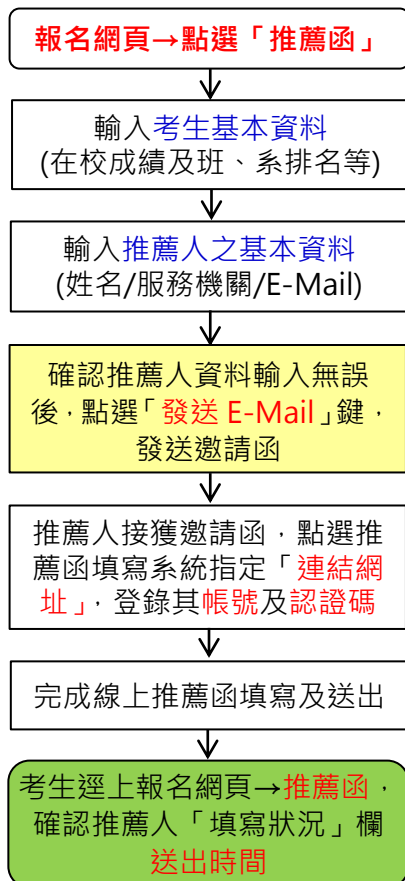 報名網頁→點選「推薦函」
輸入考生基本資料
(在校成績及班、系排名等)
輸入推薦人之基本資料
(姓名/服務機關/E-Mail)
確認推薦人資料輸入無誤
後，點選「發送 E-Mail」鍵，
發送邀請函
推薦人接獲邀請函，點選推
薦函填寫系統指定「連結網
址」，登錄其帳號及認證碼
完成線上推薦函填寫及送出
考生逕上報名網頁→推薦函，
確認推薦人「填寫狀況」欄
送出時間